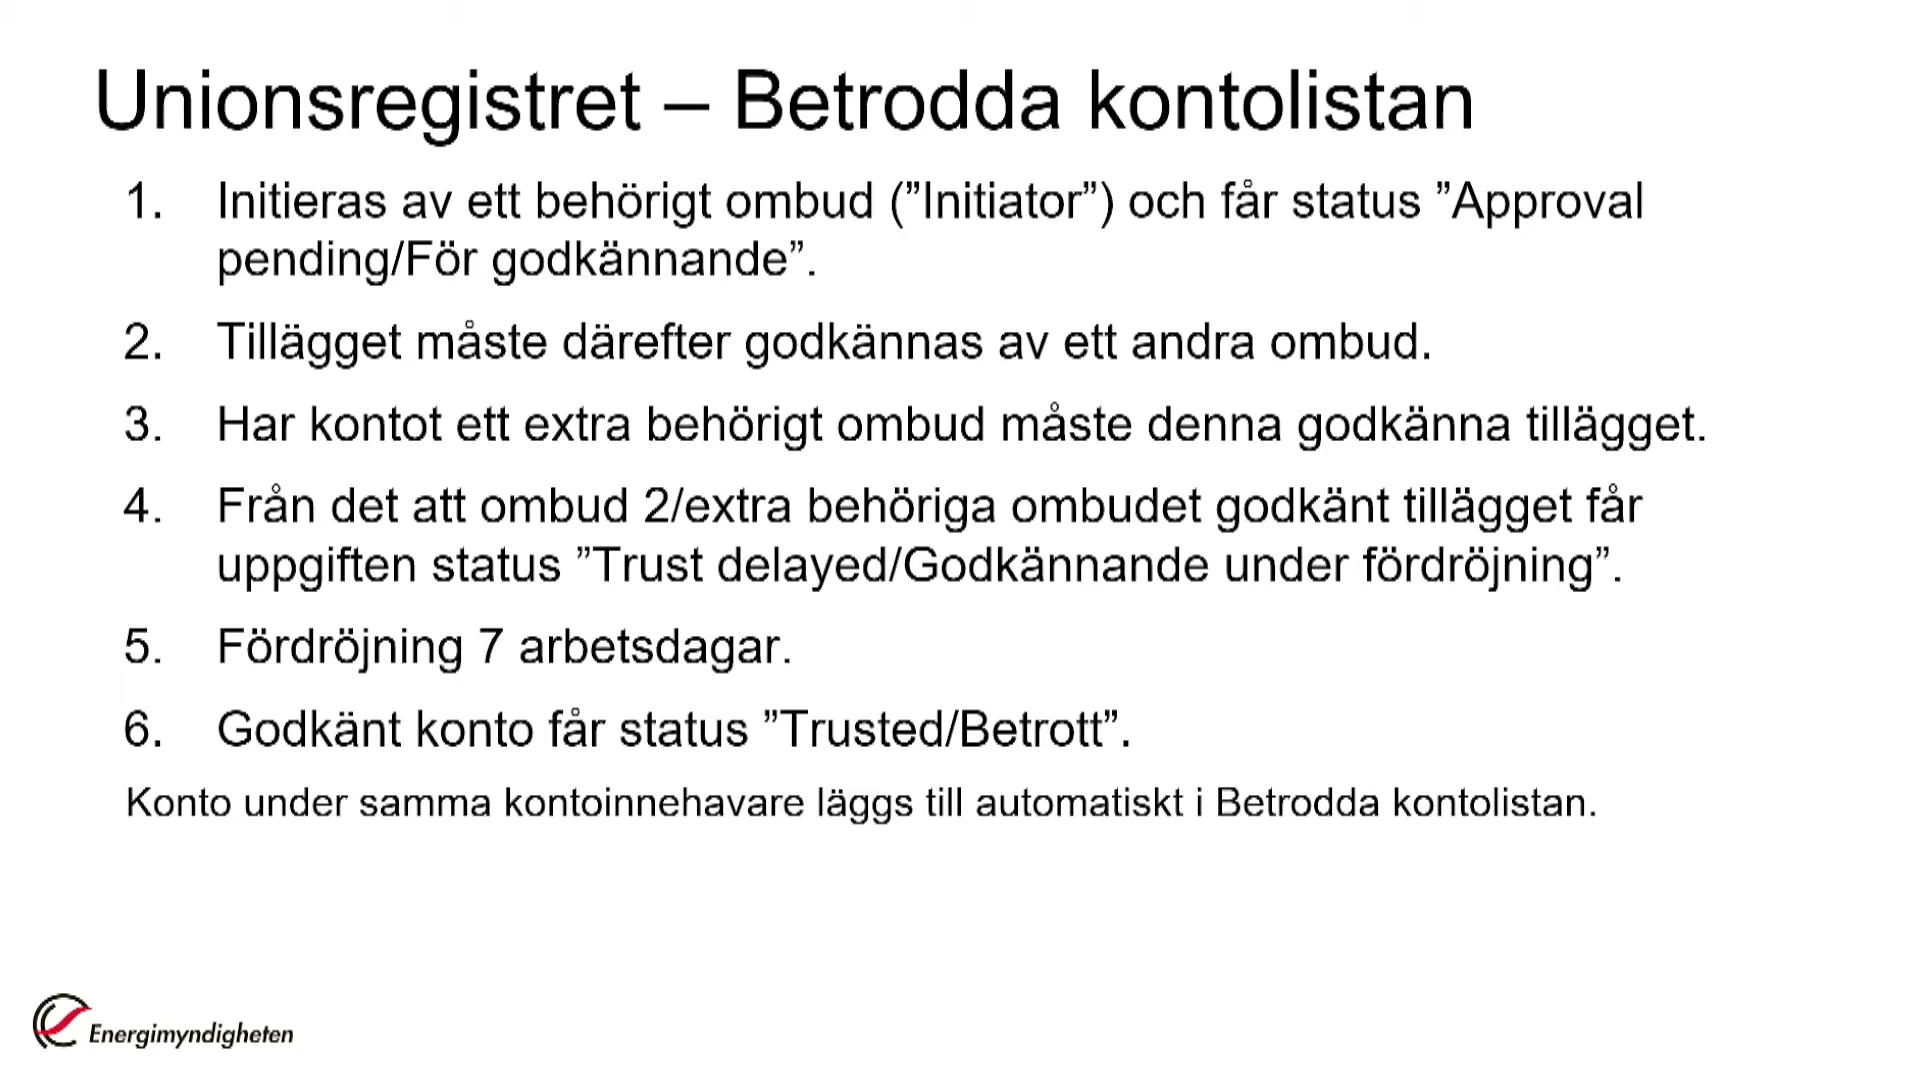 Unionsregistret – Betrodda kontolistan
1. Initieras av ett behörigt ombud (”Initiator”) och får status ”Approval
pending/För godkännande”.
2. Tillägget måste därefter godkännas av ett andra ombud.
3. Har kontot ett extra behörigt ombud måste denna godkänna tillägget.
4. Från det att ombud 2/extra behöriga ombudet godkänt tillägget får
uppgiften status ”Trust delayed/Godkännande under fördröjning”.
5. Fördröjning 7 arbetsdagar.
6. Godkänt konto får status ”Trusted/Betrott”.
Konto under samma kontoinnehavare läggs till automatiskt i Betrodda kontolistan.
Energimyndigheten